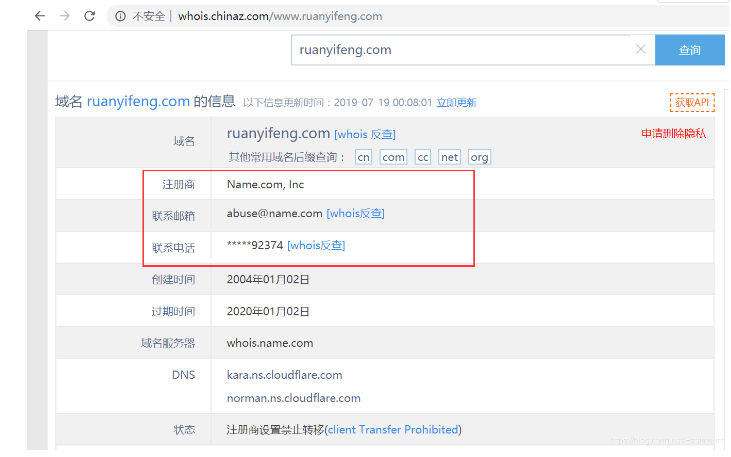 不安全 | whois.chinaz.com/www.ruanyifeng.com
ruanyifeng.com 查询
域名 ruanyifeng.com 的信息 以下信息更新时间：2019-07-19 00:08:01 立即更新 获取API
域名 ruanyifeng.com [whois 反查] 申请删除隐私
其他常用域名后缀查询： cn com cc net org
注册商 Name.com, Inc
联系邮箱 abuse@name.com [whois反查]
联系电话 *****92374 [whois反查]
创建时间 2004年01月02日
过期时间 2020年01月02日
域名服务器 whois.name.com
DNS kara.ns.cloudflare.com
norman.ns.cloudflare.com
状态 注册商设置禁止转移(client Transfer Prohibited)